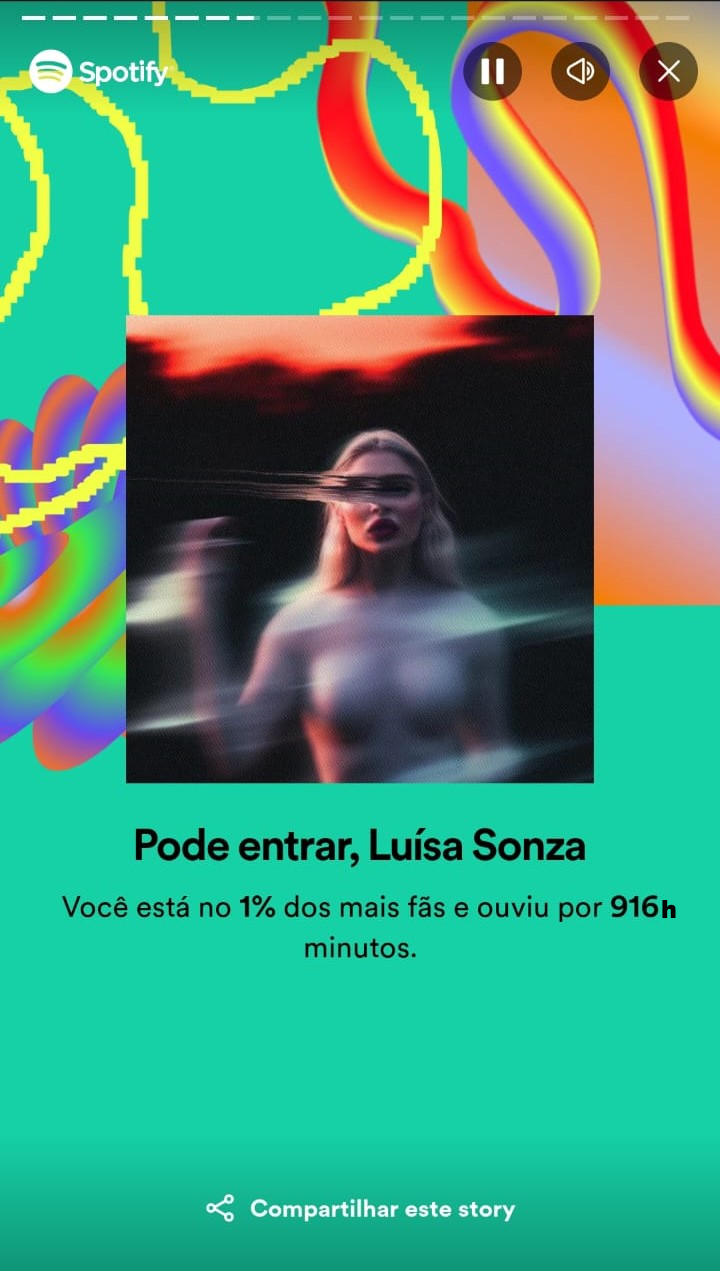 Spotify
Pode entrar, Luísa Sonza
Você está no 1% dos mais fãs e ouviu por 916h
minutos.
Compartilhar este story